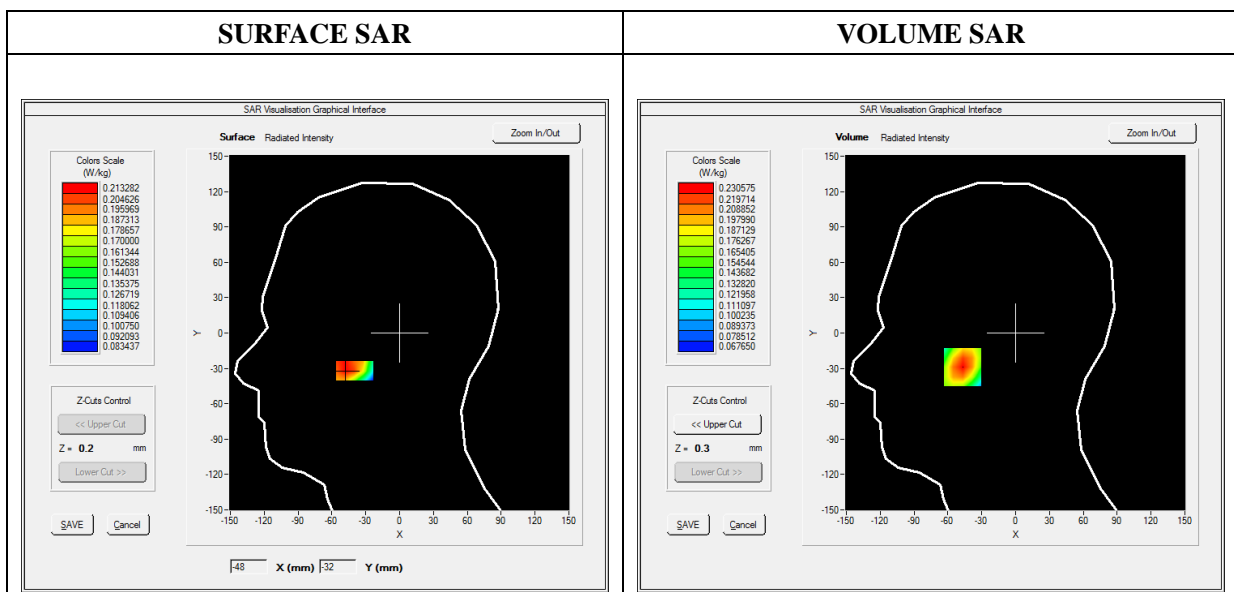 SURFACE SAR
VOLUME SAR
SAR Visualisation Graphical Interface
Surface Radiated Intensity
Zoom In/Out
Colors Scale
(W/kg)
0.213282
0.204626
0.195969
0.187313
0.178657
0.170000
0.161344
0.152688
0.144031
0.135375
0.126719
0.118062
0.109406
0.100750
0.092093
0.083437
Z-Cuts Control
<< Upper Cut
Z = 0.2 mm
Lower Cut >>
SAVE Cancel
150
120
90
60
30
0
-30
-60
-90
-120
-150
Y
-150 -120 -90 -60 -30 0 30 60 90 120 150
X
-48 X (mm) -32 Y (mm)
SAR Visualisation Graphical Interface
Volume Radiated Intensity
Zoom In/Out
Colors Scale
(W/kg)
0.230575
0.219714
0.208852
0.197990
0.187129
0.176267
0.165405
0.154544
0.143682
0.132820
0.121958
0.111097
0.100235
0.089373
0.078512
0.067650
Z-Cuts Control
<< Upper Cut
Z = 0.3 mm
Lower Cut >>
SAVE Cancel
150
120
90
60
30
0
-30
-60
-90
-120
-150
Y
-150 -120 -90 -60 -30 0 30 60 90 120 150
X